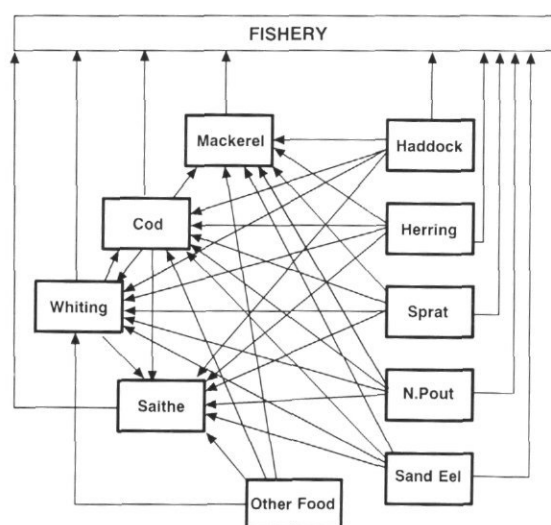 FISHERY
Mackerel
Haddock
Cod
Herring
Whiting
Sprat
Saithe
N.Pout
Sand Eel
Other Food